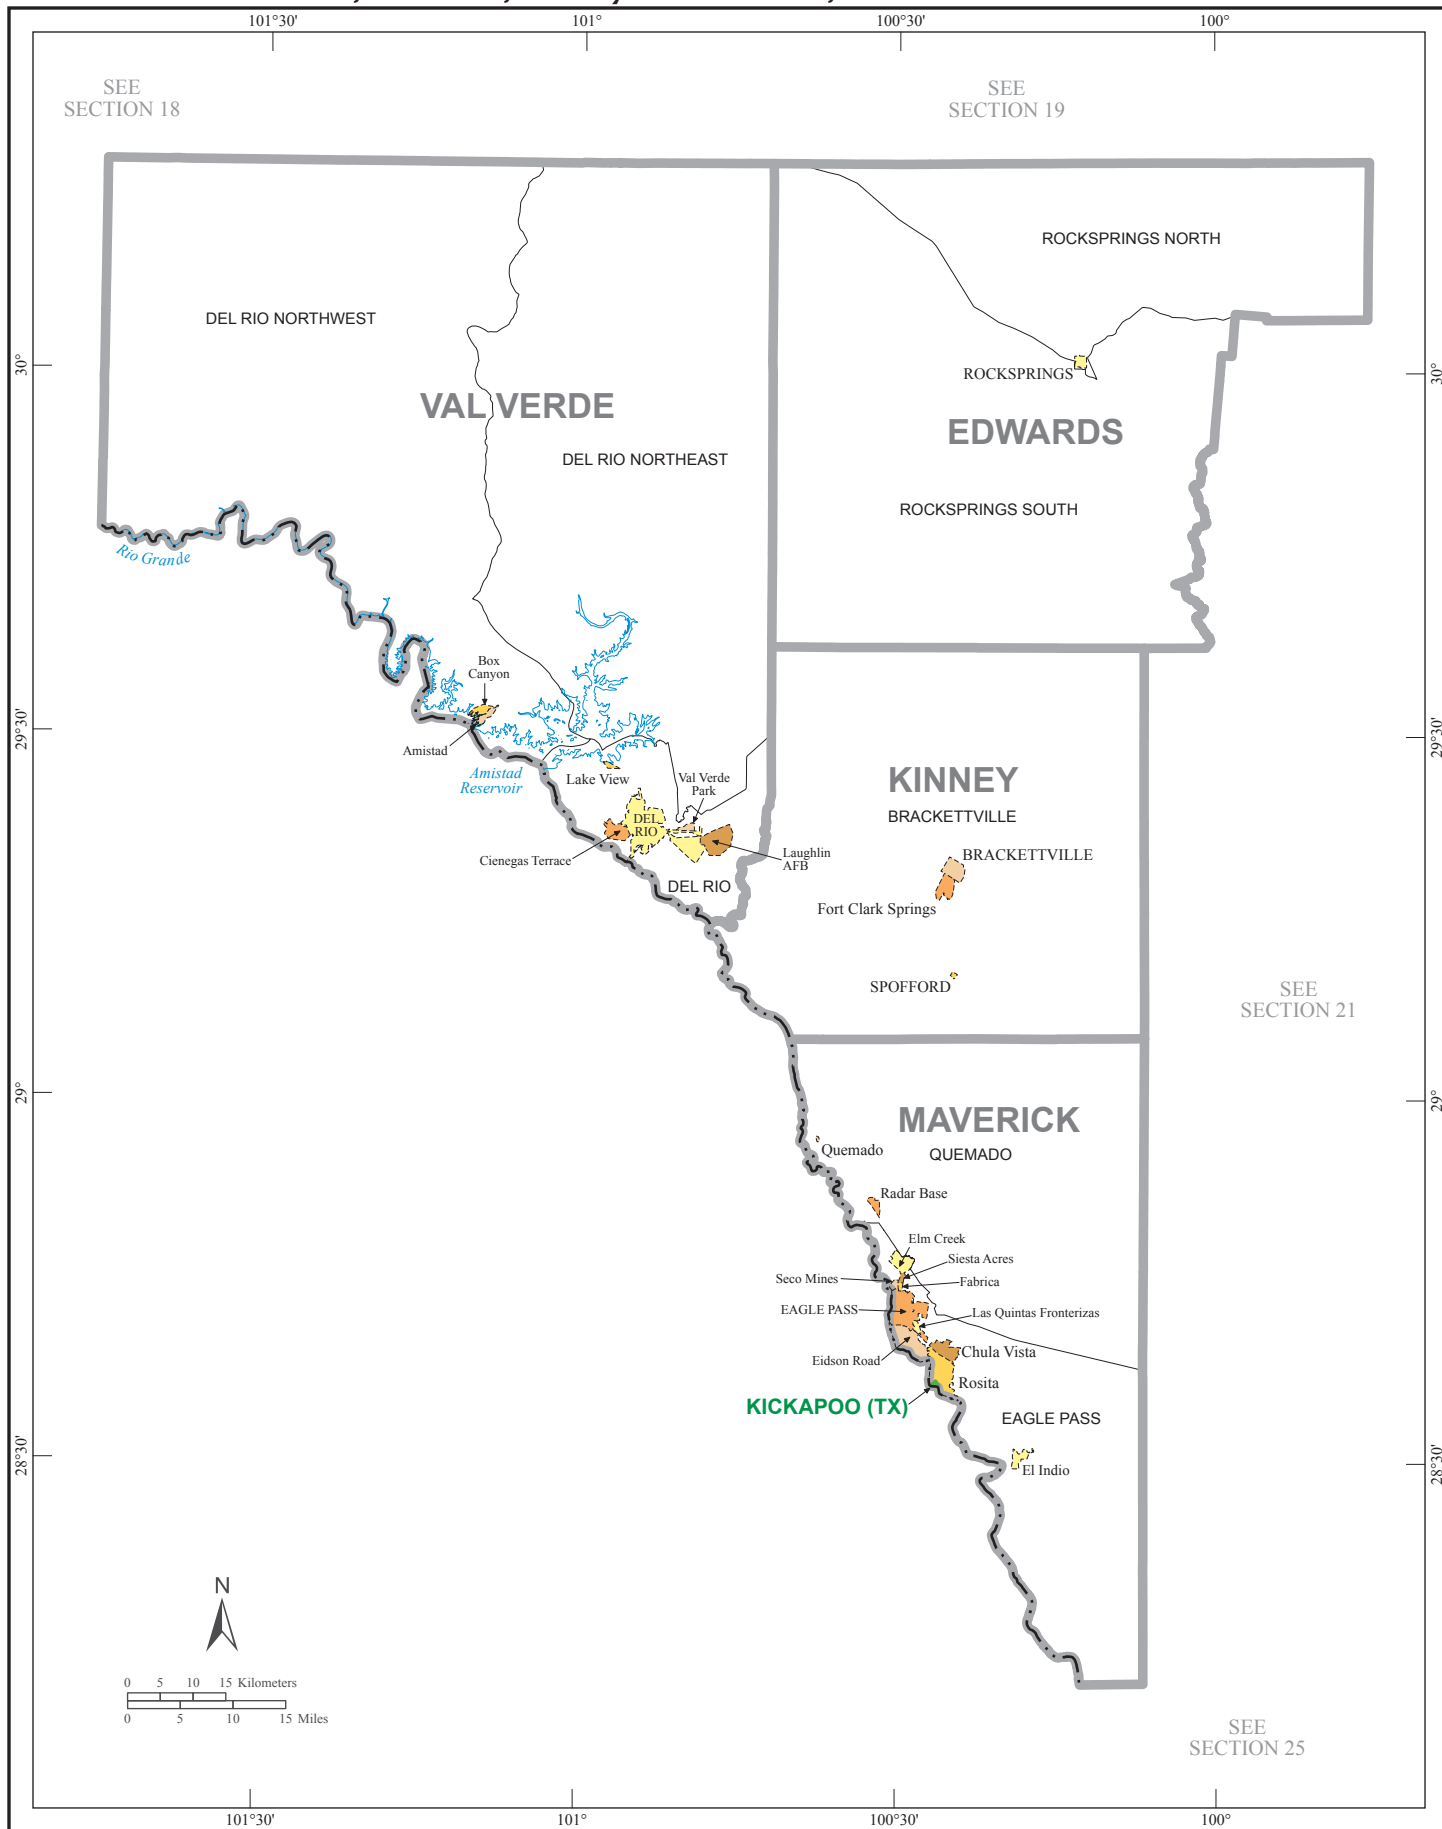 101°30'
101°
100°30'
100°
SEE
SECTION 18
SEE
SECTION 19
ROCKSPRINGS NORTH
DEL RIO NORTHWEST
30°
30°
ROCKSPRINGS
VAL VERDE
EDWARDS
DEL RIO NORTHEAST
ROCKSPRINGS SOUTH
Rio Grande
Box
Canyon
29°30'
29°30'
Amistad
Amistad
Reservoir
Lake View
Val Verde
Park
KINNEY
BRACKETTVILLE
DEL
RIO
Cienegas Terrace
Laughlin
AFB
BRACKETTVILLE
DEL RIO
Fort Clark Springs
SPOFFORD
SEE
SECTION 21
29°
29°
MAVERICK
Quemado
QUEMADO
Radar Base
Elm Creek
Siesta Acres
Seco Mines
Fabrica
EAGLE PASS
Las Quintas Fronterizas
Eidson Road
Chula Vista
Rosita
KICKAPOO (TX)
EAGLE PASS
28°30'
28°30'
El Indio
N
0 5 10 15 Kilometers
0 5 10 15 Miles
SEE
SECTION 25
101°30'
101°
100°30'
100°